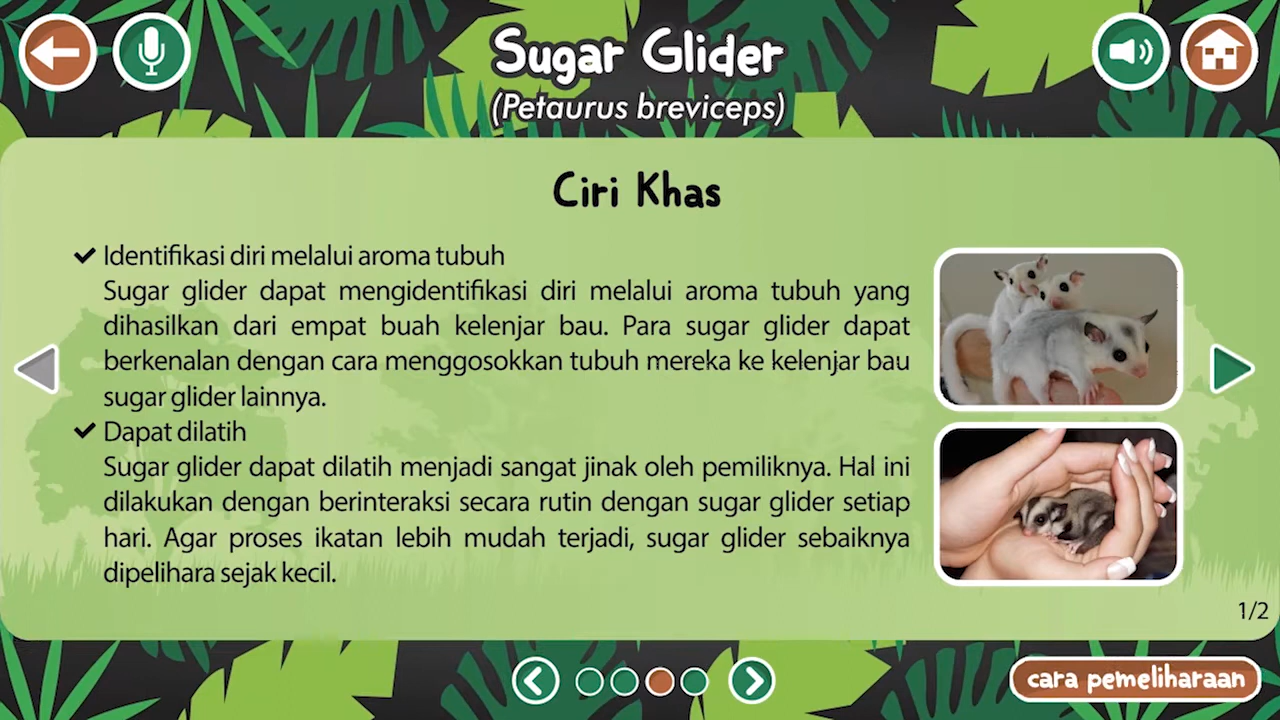 Sugar Glider
(Petaurus breviceps)
Ciri Khas
Identifikasi diri melalui aroma tubuh
Sugar glider dapat mengidentifikasi diri melalui aroma tubuh yang
dihasilkan dari empat buah kelenjar bau. Para sugar glider dapat
berkenalan dengan cara menggosokkan tubuh mereka ke kelenjar bau
sugar glider lainnya.
Dapat dilatih
Sugar glider dapat dilatih menjadi sangat jinak oleh pemiliknya. Hal ini
dilakukan dengan berinteraksi secara rutin dengan sugar glider setiap
hari. Agar proses ikatan lebih mudah terjadi, sugar glider sebaiknya
dipelihara sejak kecil.
1/2
cara pemeliharaan